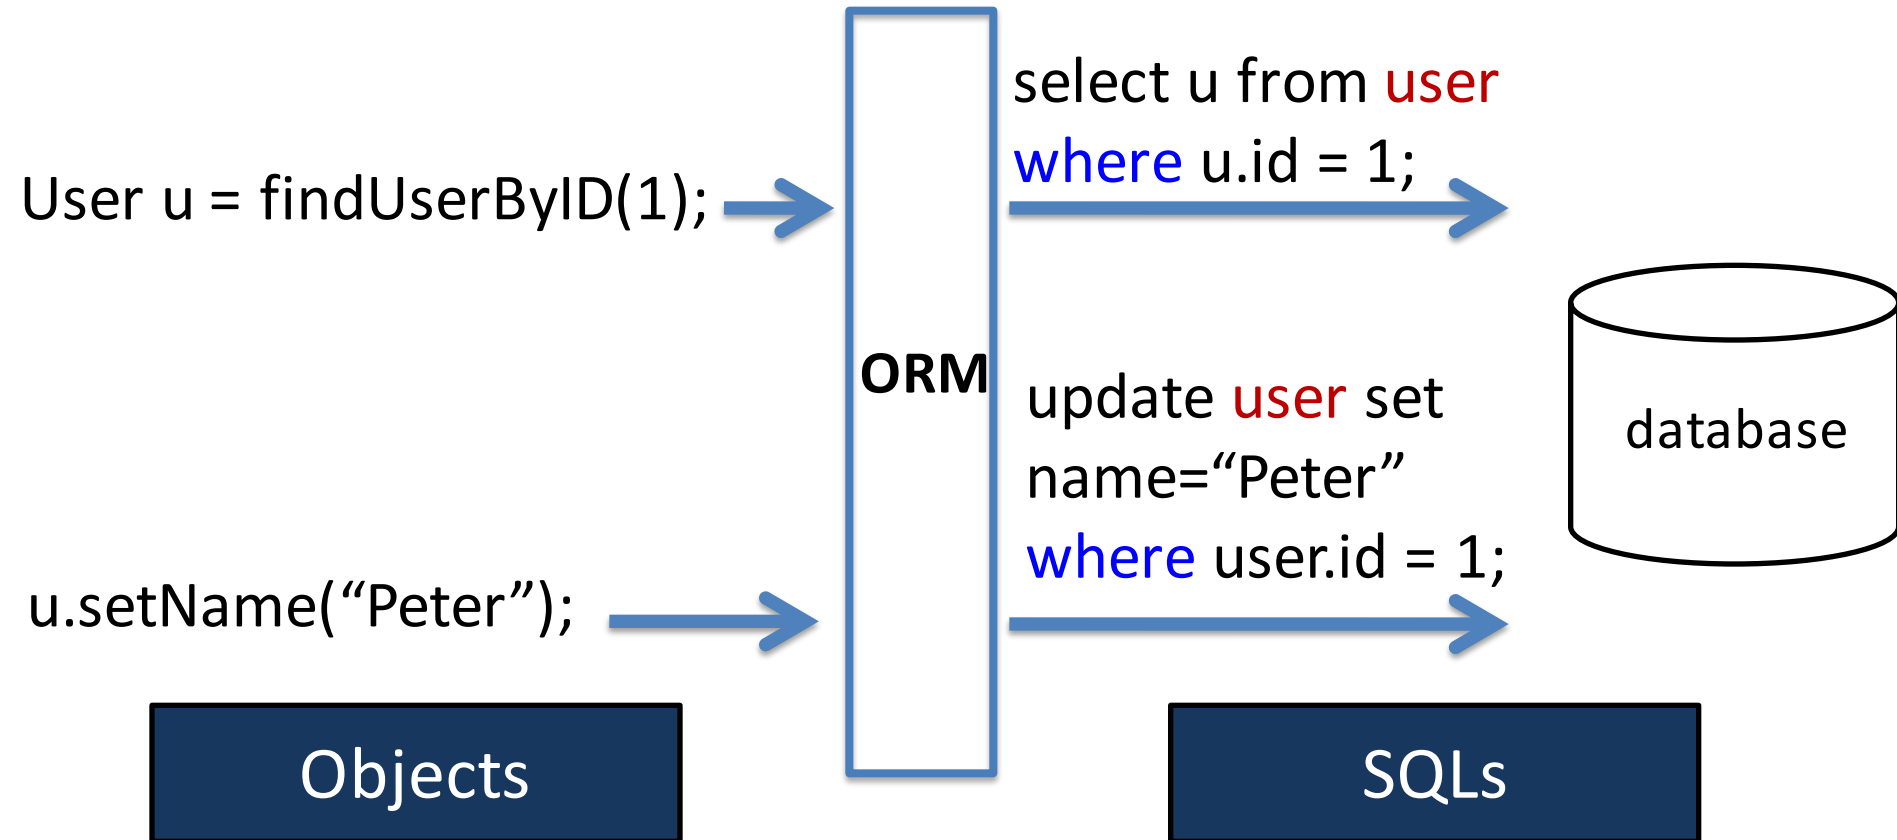 User u = findUserByID(1);
select u from user
where u.id = 1;
ORM
u.setName(“Peter”);
update user set
name=“Peter”
where user.id = 1;
database
Objects
SQLs